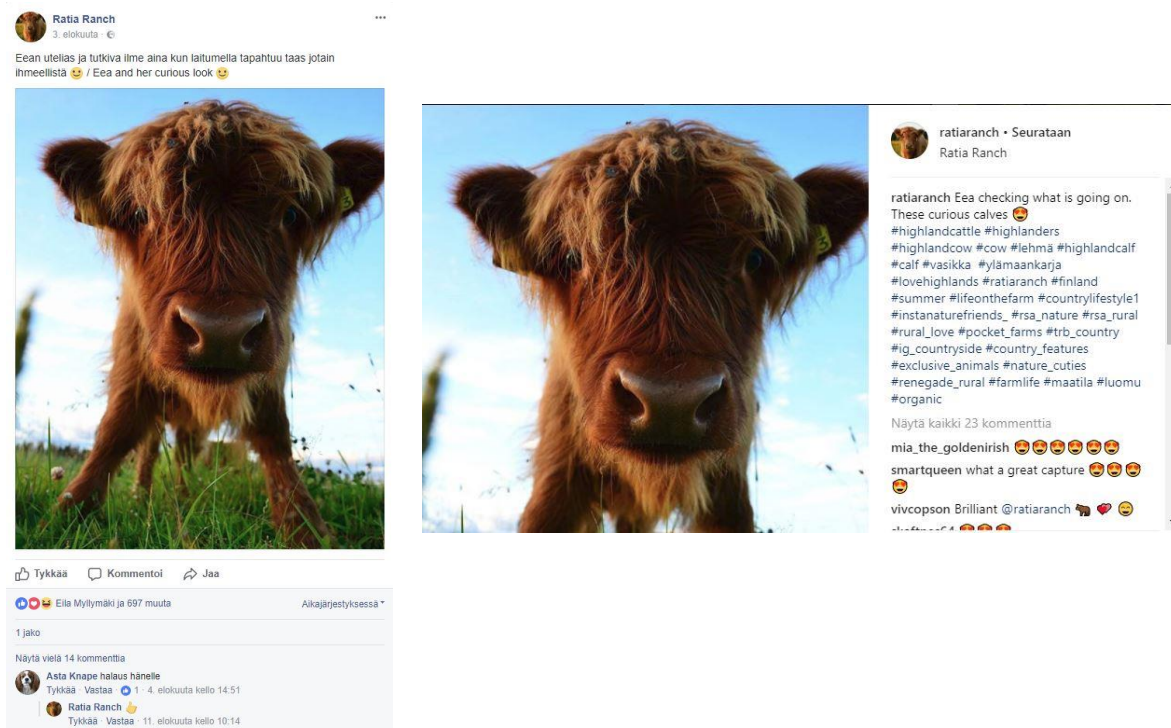 Ratia Ranch
3. elokuuta ·
Eean utelias ja tutkiva ilme aina kun laitumella tapahtuu taas jotain
ihmeellistä 😀 / Eea and her curious look 😀
Tykkää Kommentoi Jaa
Eila Myllymäki ja 697 muuta Aikajärjestyksessä
1 jako
Näytä vielä 14 kommenttia
Asta Knape halaus hänelle
Tykkää · Vastaa · 1 · 4. elokuuta kello 14:51
Ratia Ranch 👍
Tykkää · Vastaa · 11. elokuuta kello 10:14
3
ratiaranch • Seurataan
Ratia Ranch
ratiaranch Eea checking what is going on.
These curious calves 😍
#highlandcattle #highlanders
#highlandcow #cow #lehmä #highlandcalf
#calf #vasikka #ylämaankarja
#lovehighlands #ratiaranch #finland
#summer #lifeonthefarm #countrylifestyle1
#instanaturefriends_ #rsa_nature #rsa_rural
#rural_love #pocket_farms #trb_country
#ig_countryside #country_features
#exclusive_animals #nature_cuties
#renegade_rural #farmlife #maatila #luomu
#organic
Näytä kaikki 23 kommenttia
mia_the_goldenirish 😍😍😍😍😍😍
smartqueen what a great capture 😍😍😍
😍
vivcopson Brilliant @ratiaranch 🐂 💕 😄
3